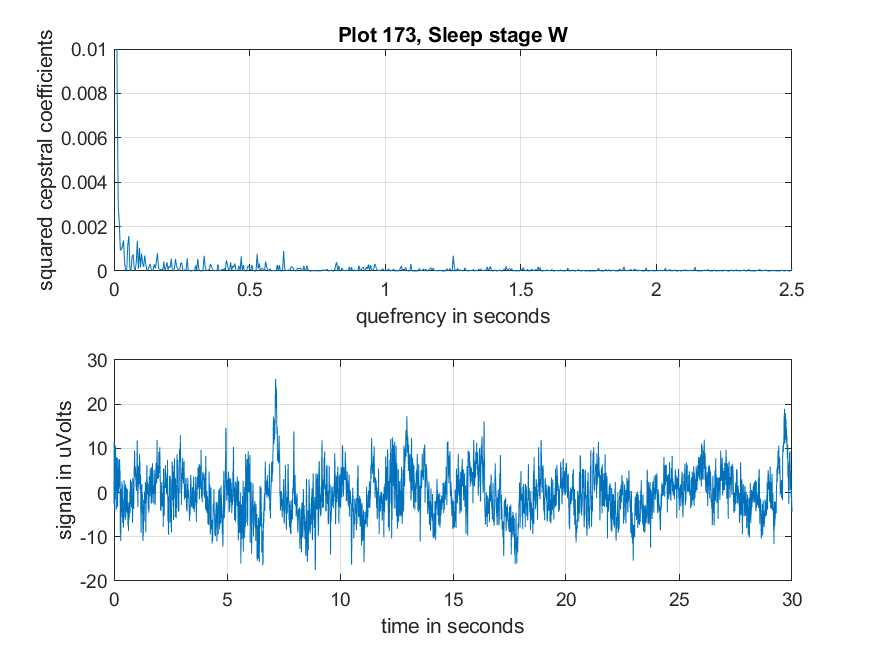 Plot 173, Sleep stage W
squared cepstral coefficients
0.01
0.008
0.006
0.004
0.002
0
0 0.5 1 1.5 2 2.5
quefrency in seconds
signal in uVolts
30
20
10
0
-10
-20
0 5 10 15 20 25 30
time in seconds